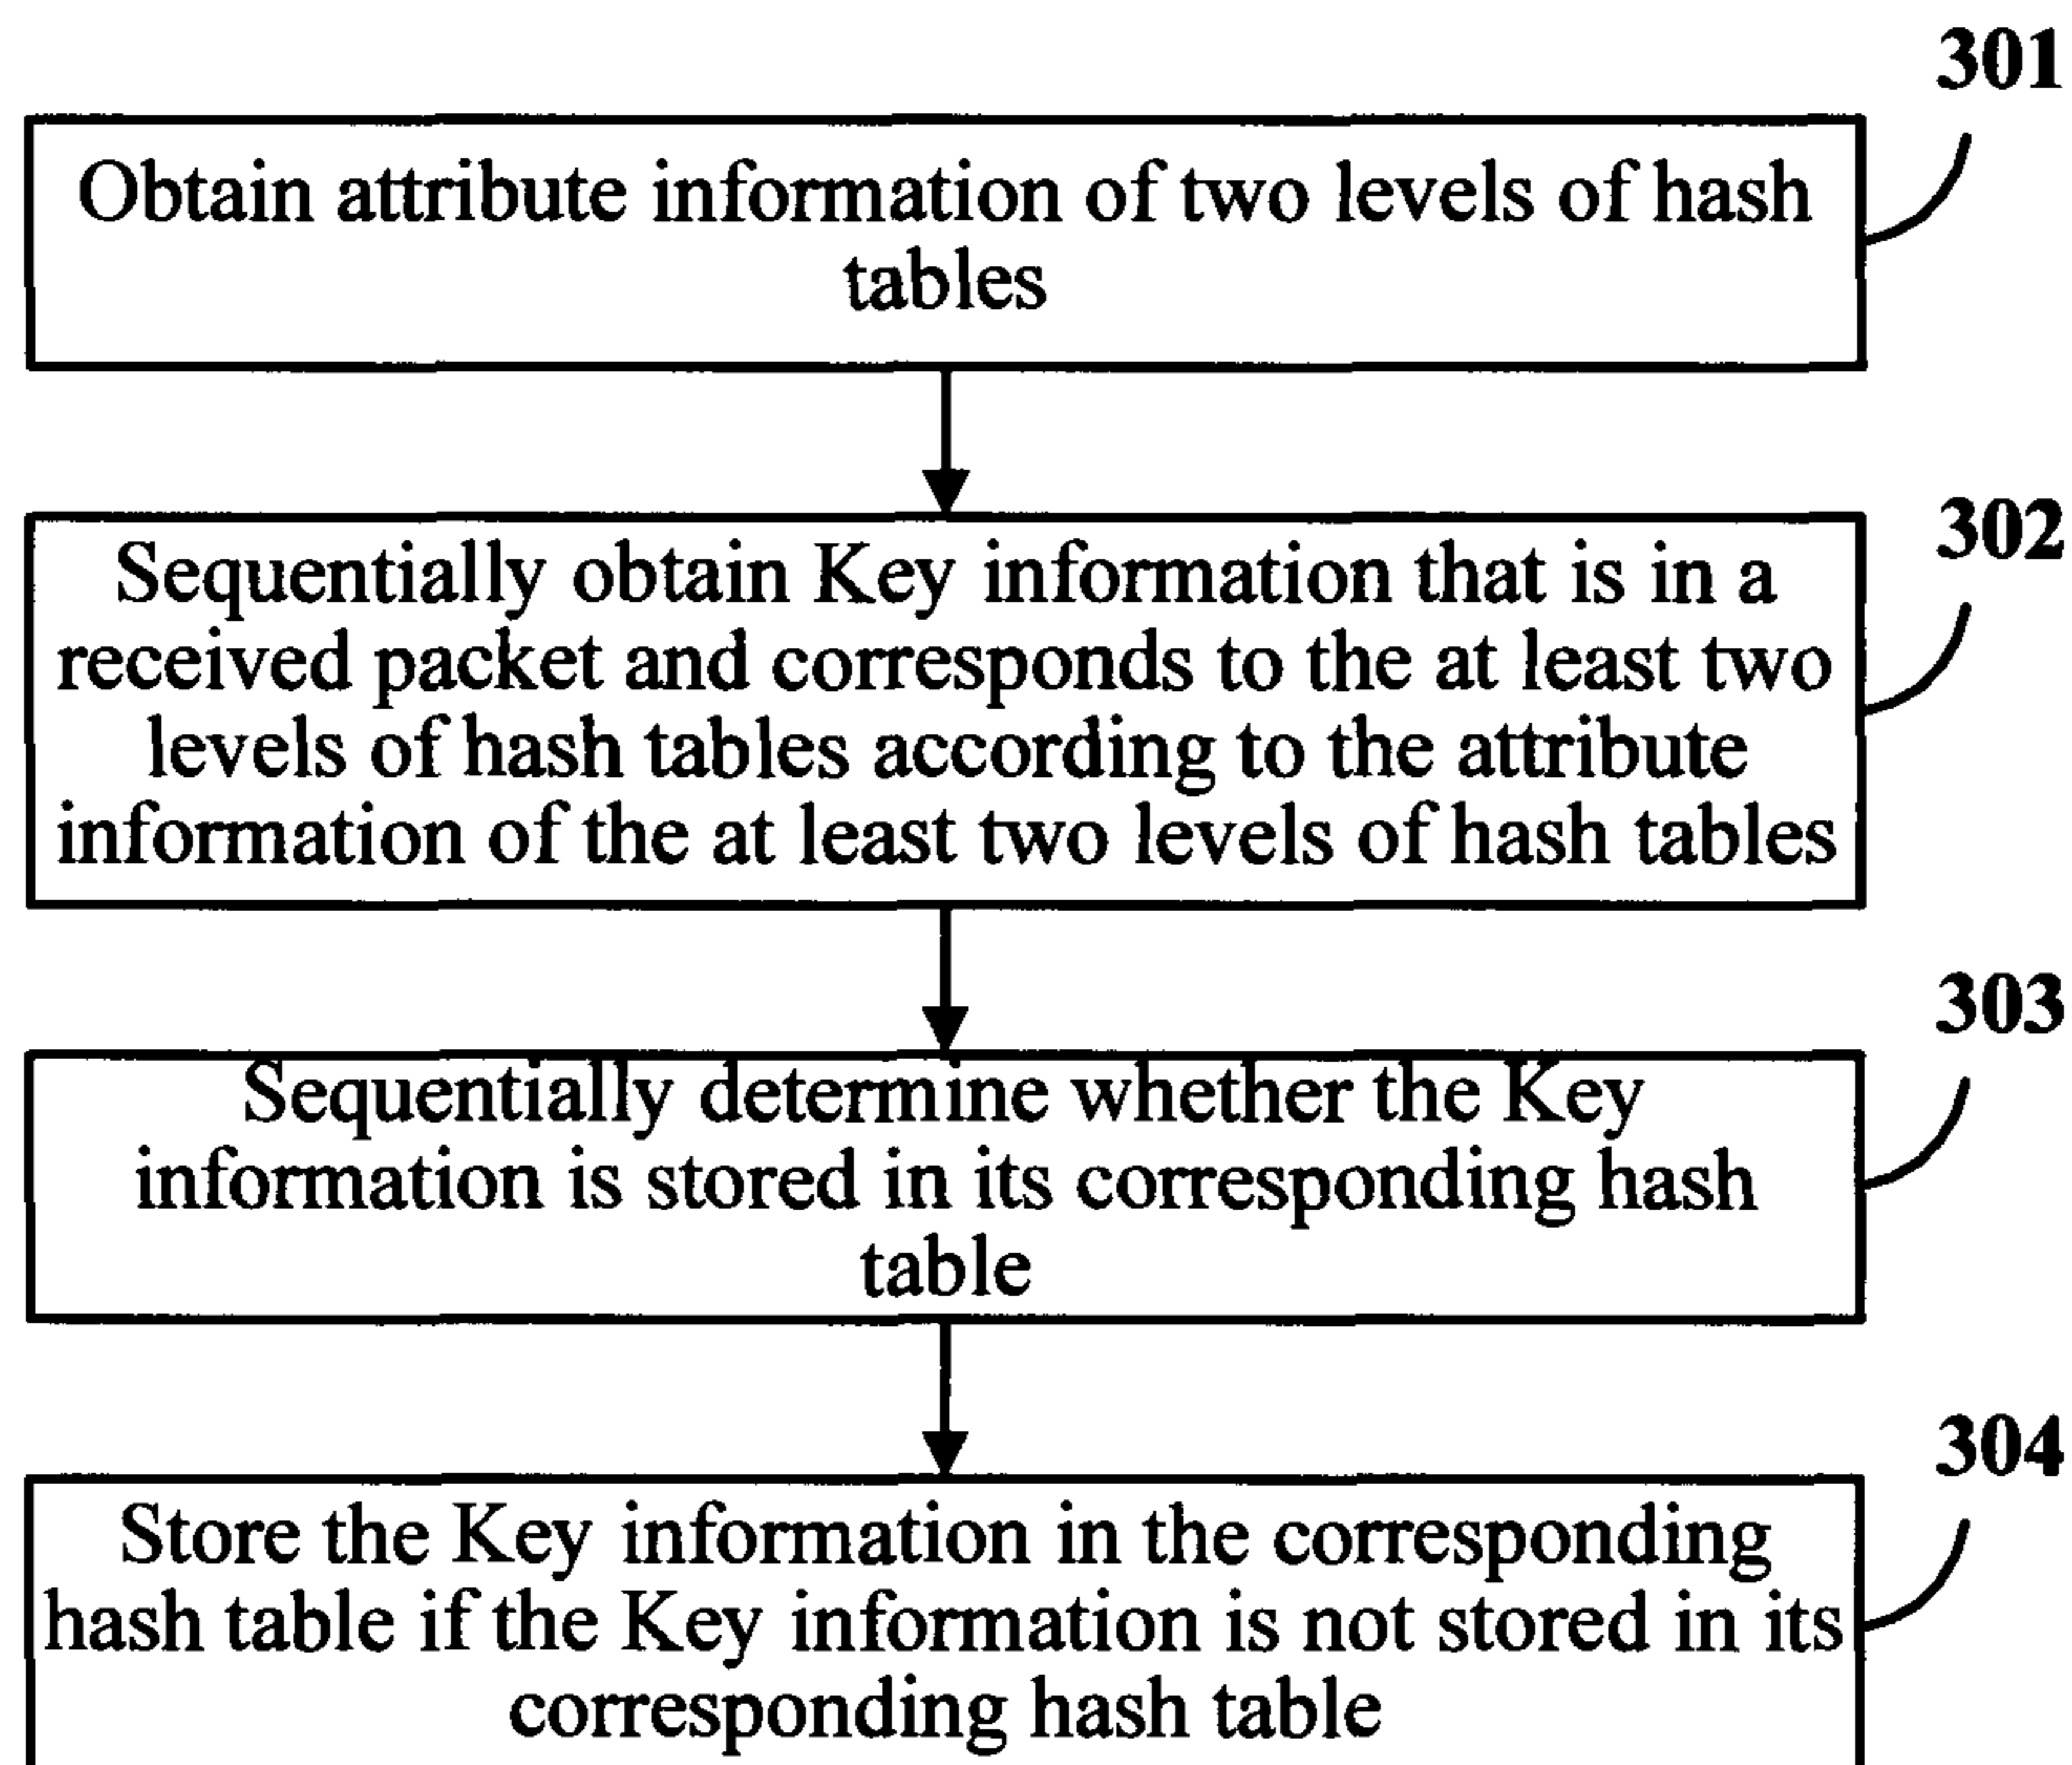 301
Obtain attribute information of two levels of hash
tables
302
Sequentially obtain Key information that is in a
received packet and corresponds to the at least two
levels of hash tables according to the attribute
information of the at least two levels of hash tables
303
Sequentially determine whether the Key
information is stored in its corresponding hash
table
304
Store the Key information in the corresponding
hash table if the Key information is not stored in its
corresponding hash table